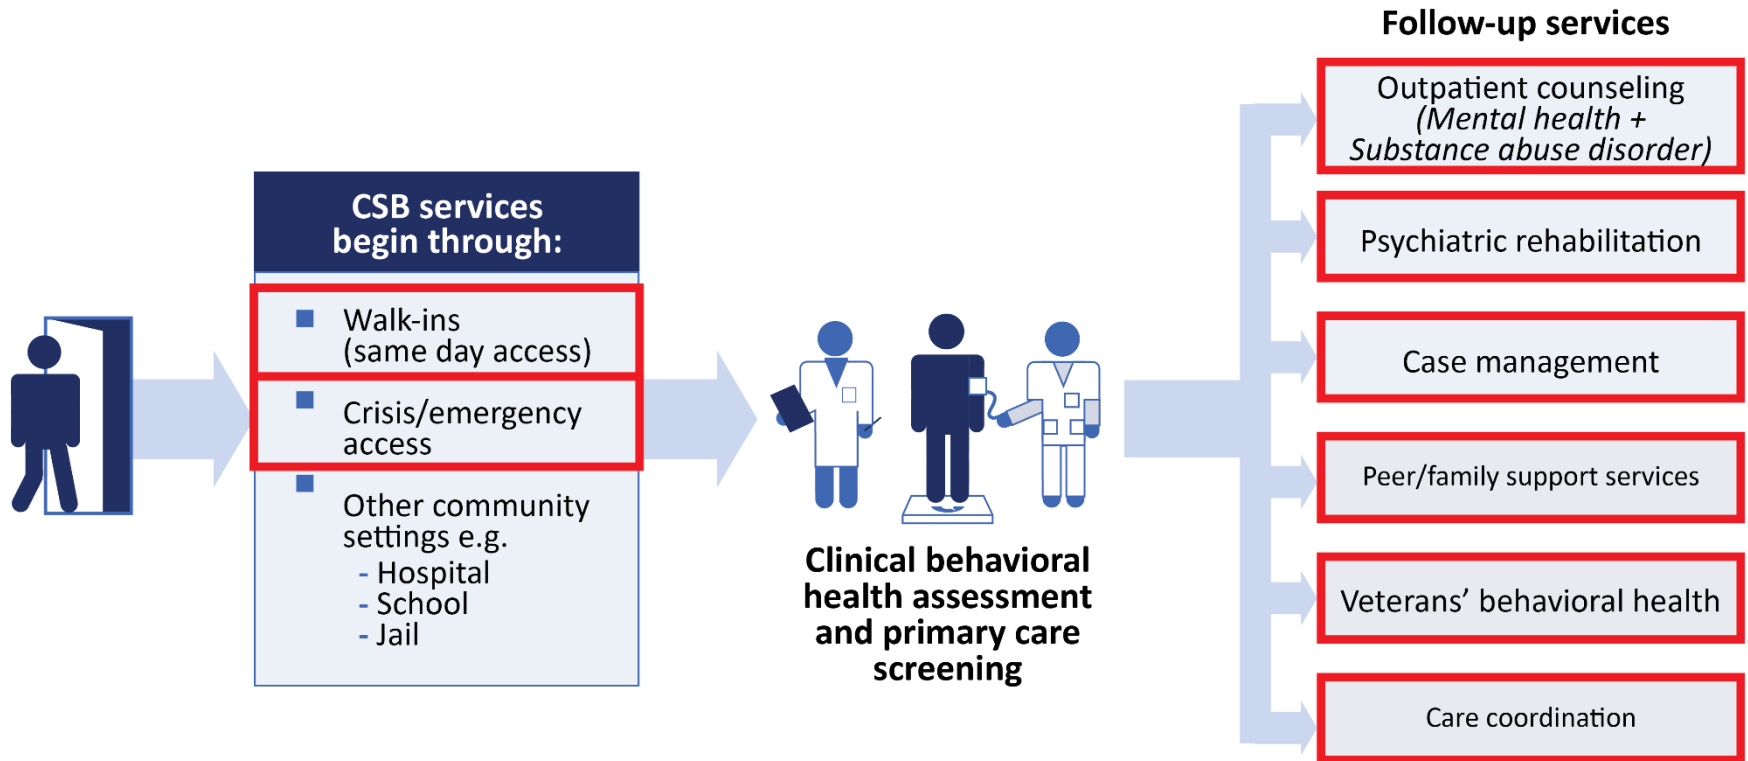 CSB services
begin through:
Walk-ins
(same day access)
Crisis/emergency
access
Other community
settings e.g.
- Hospital
- School
- Jail
Clinical behavioral
health assessment
and primary care
screening
Follow-up services
Outpatient counseling
(Mental health +
Substance abuse disorder)
Psychiatric rehabilitation
Case management
Peer/family support services
Veterans’ behavioral health
Care coordination